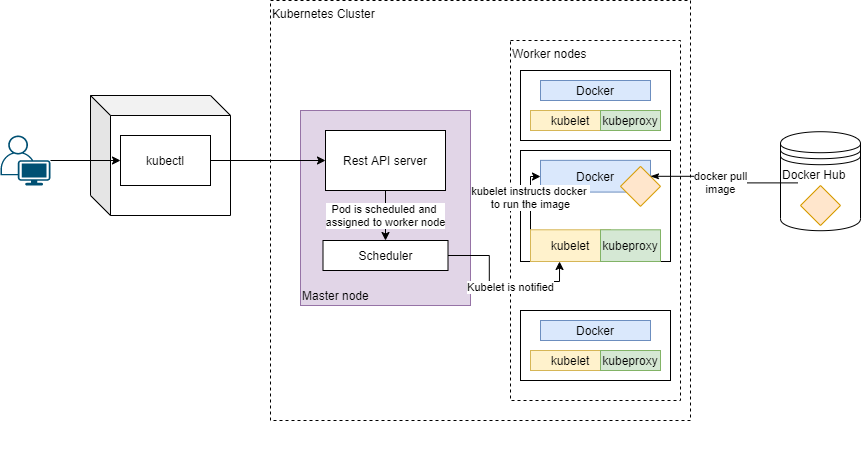 Kubernetes Cluster
Worker nodes
Docker
kubelet
kubeproxy
kubectl
Rest API server
Docker
docker pull
image
Docker Hub
kubelet instructs docker
to run the image
Pod is scheduled and
assigned to worker node
kubelet
kubeproxy
Scheduler
Kubelet is notified
Master node
Docker
kubelet
kubeproxy